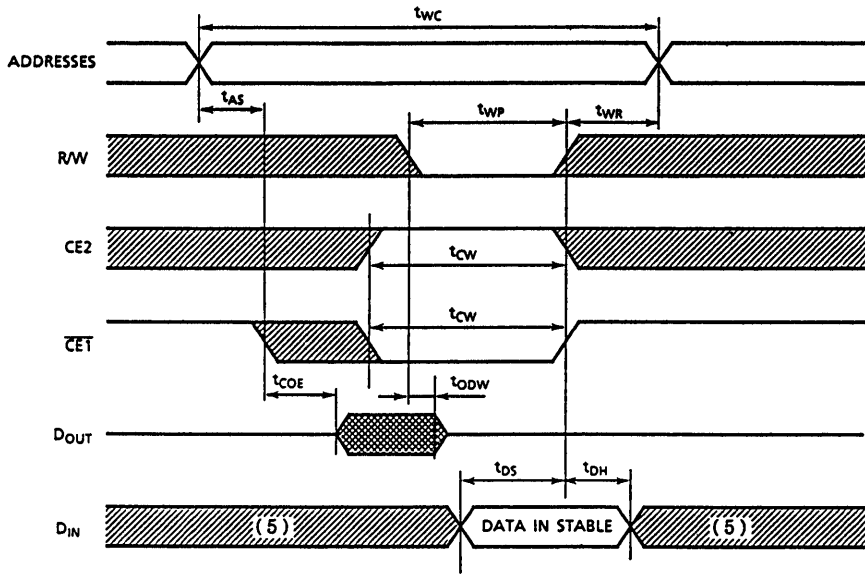 tWC
ADDRESSES
tAS
tWP
tWR
R/W
CE2
tCW
CE1
tCW
tCOE
tODW
DOUT
tDS
tDH
DIN
(5)
DATA IN STABLE
(5)